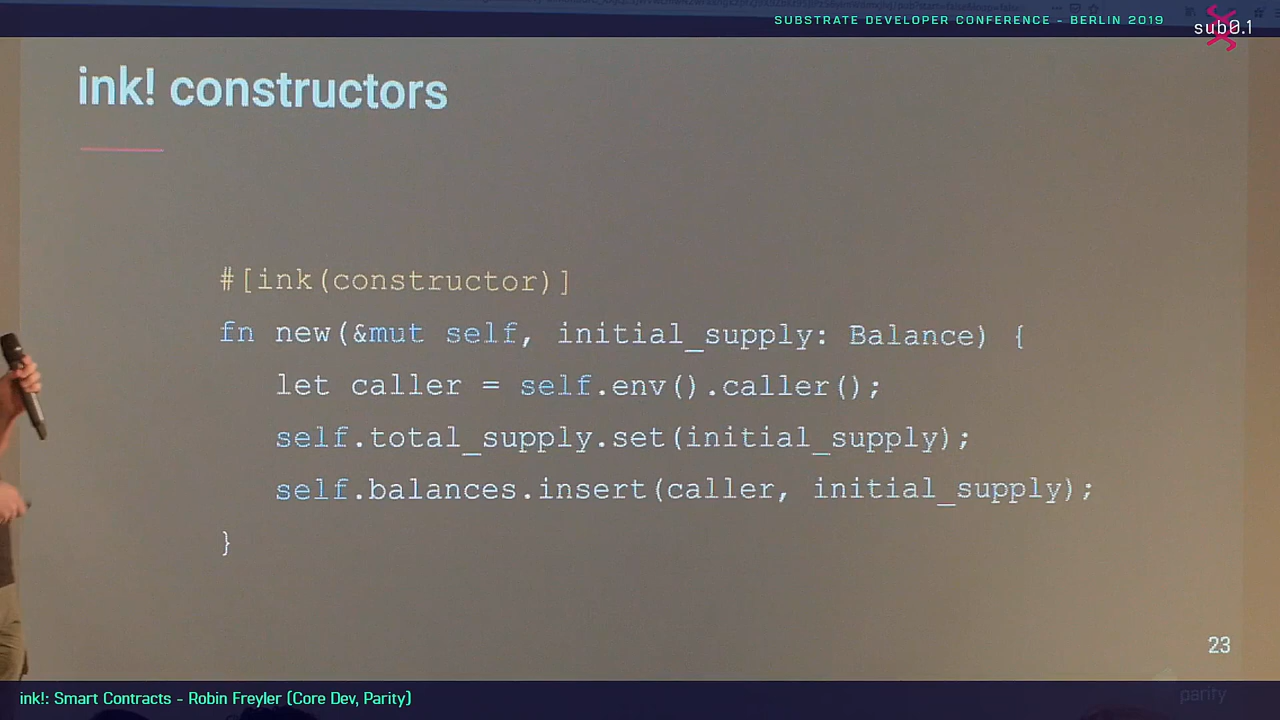 SUBSTRATE DEVELOPER CONFERENCE - BERLIN 2019
sub0.1
ink! constructors
#[ink(constructor)]
fn new(&mut self, initial_supply: Balance) {
let caller = self.env().caller();
self.total_supply.set(initial_supply);
self.balances.insert(caller, initial_supply);
}
23
parity
ink!: Smart Contracts - Robin Freyler (Core Dev, Parity)